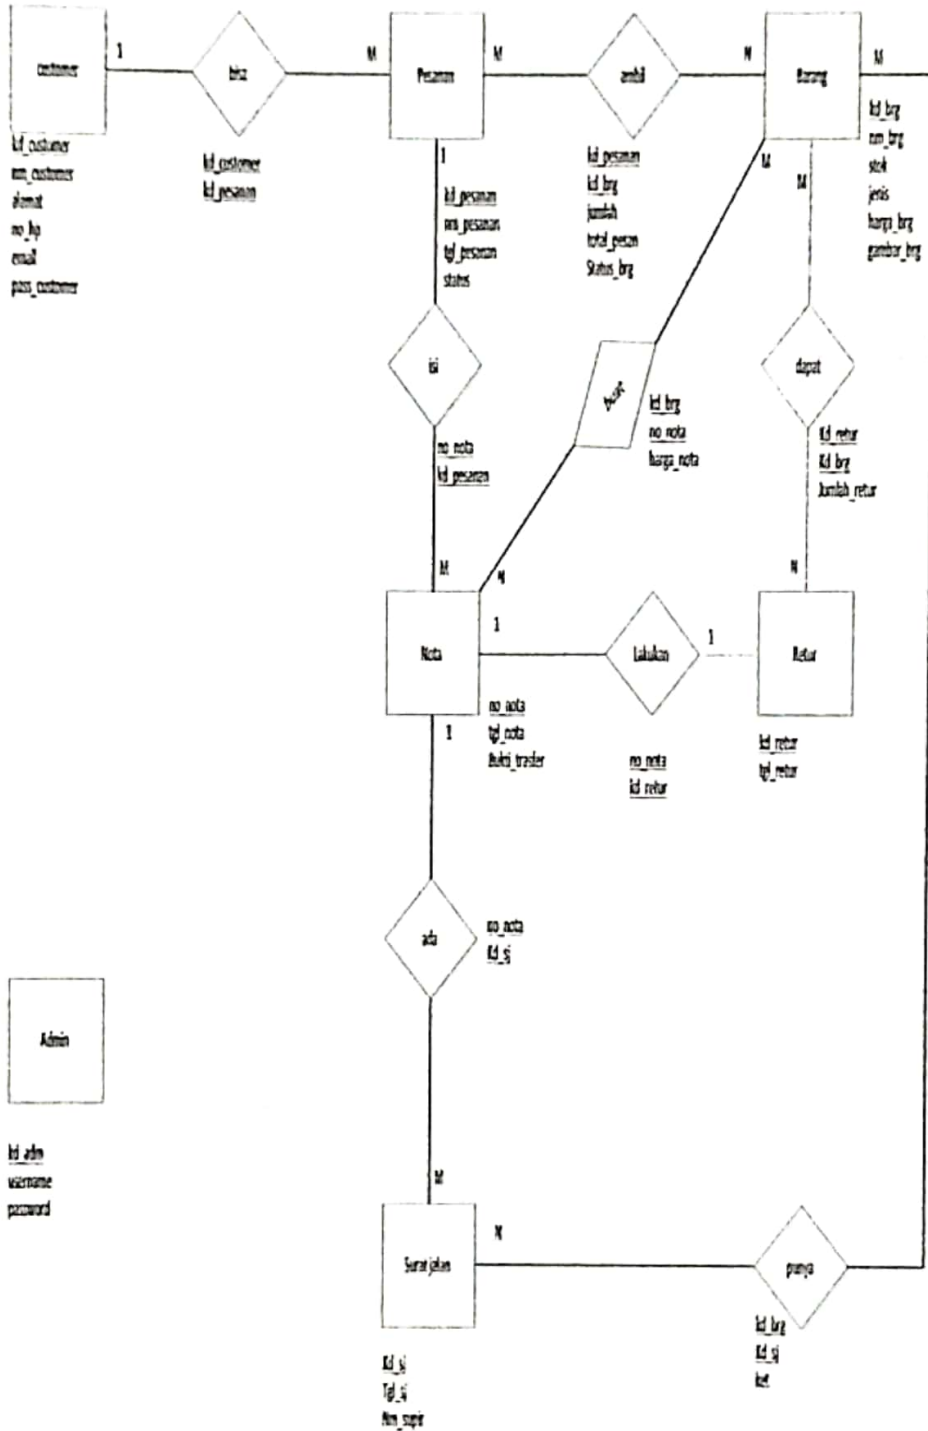 customer
1
bisa
M
Pesanan
M
ambil
N
Barang
M
kd_customer
nm_customer
alamat
no_hp
email
pass_customer
kd_customer
kd_pesanan
1
kd_pesanan
nm_pesanan
tgl_pesanan
status
kd_pesanan
kd_brg
jumlah
total_pesan
Status_brg
M
M
kd_brg
nm_brg
stok
jenis
harga_brg
gambar_brg
isi
dapat
kd_brg
no_nota
harga_nota
no_nota
kd_pesanan
Kd_retur
Kd_brg
Jumlah_retur
M
N
N
Nota
1
Lakukan
1
Retur
1
no_nota
tgl_nota
Bukti_trasfer
no_nota
kd_retur
kd_retur
tgl_retur
ada
no_nota
Kd_sj
Admin
kd_adm
username
password
M
Surat jalan
N
punya
Kd_sj
Tgl_sj
Nm_supir
kd_brg
Kd_sj
ket